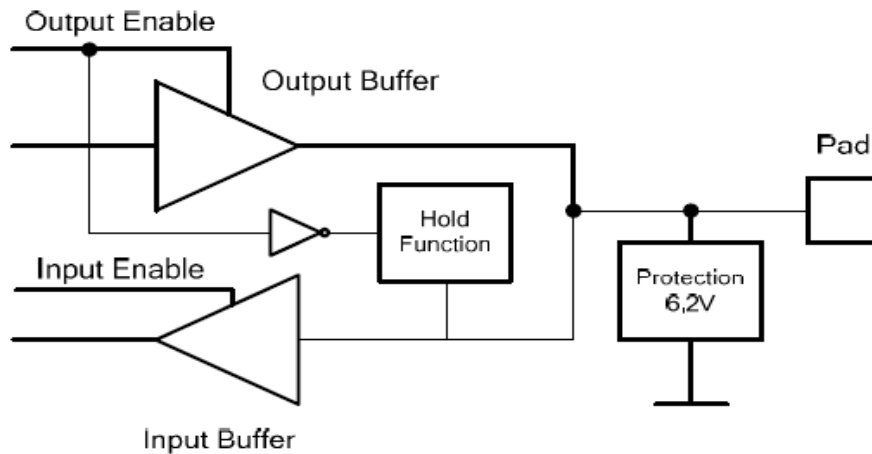 Output Enable
Output Buffer
Pad
Hold
Function
Input Enable
Protection
6,2V
Input Buffer